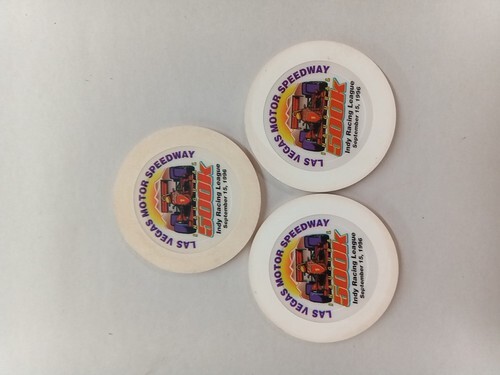 LAS VEGAS MOTOR SPEEDWAY
500K
Indy Racing League
September 15, 1996
LAS VEGAS MOTOR SPEEDWAY
500K
Indy Racing League
September 15, 1996
LAS VEGAS MOTOR SPEEDWAY
500K
Indy Racing League
September 15, 1996